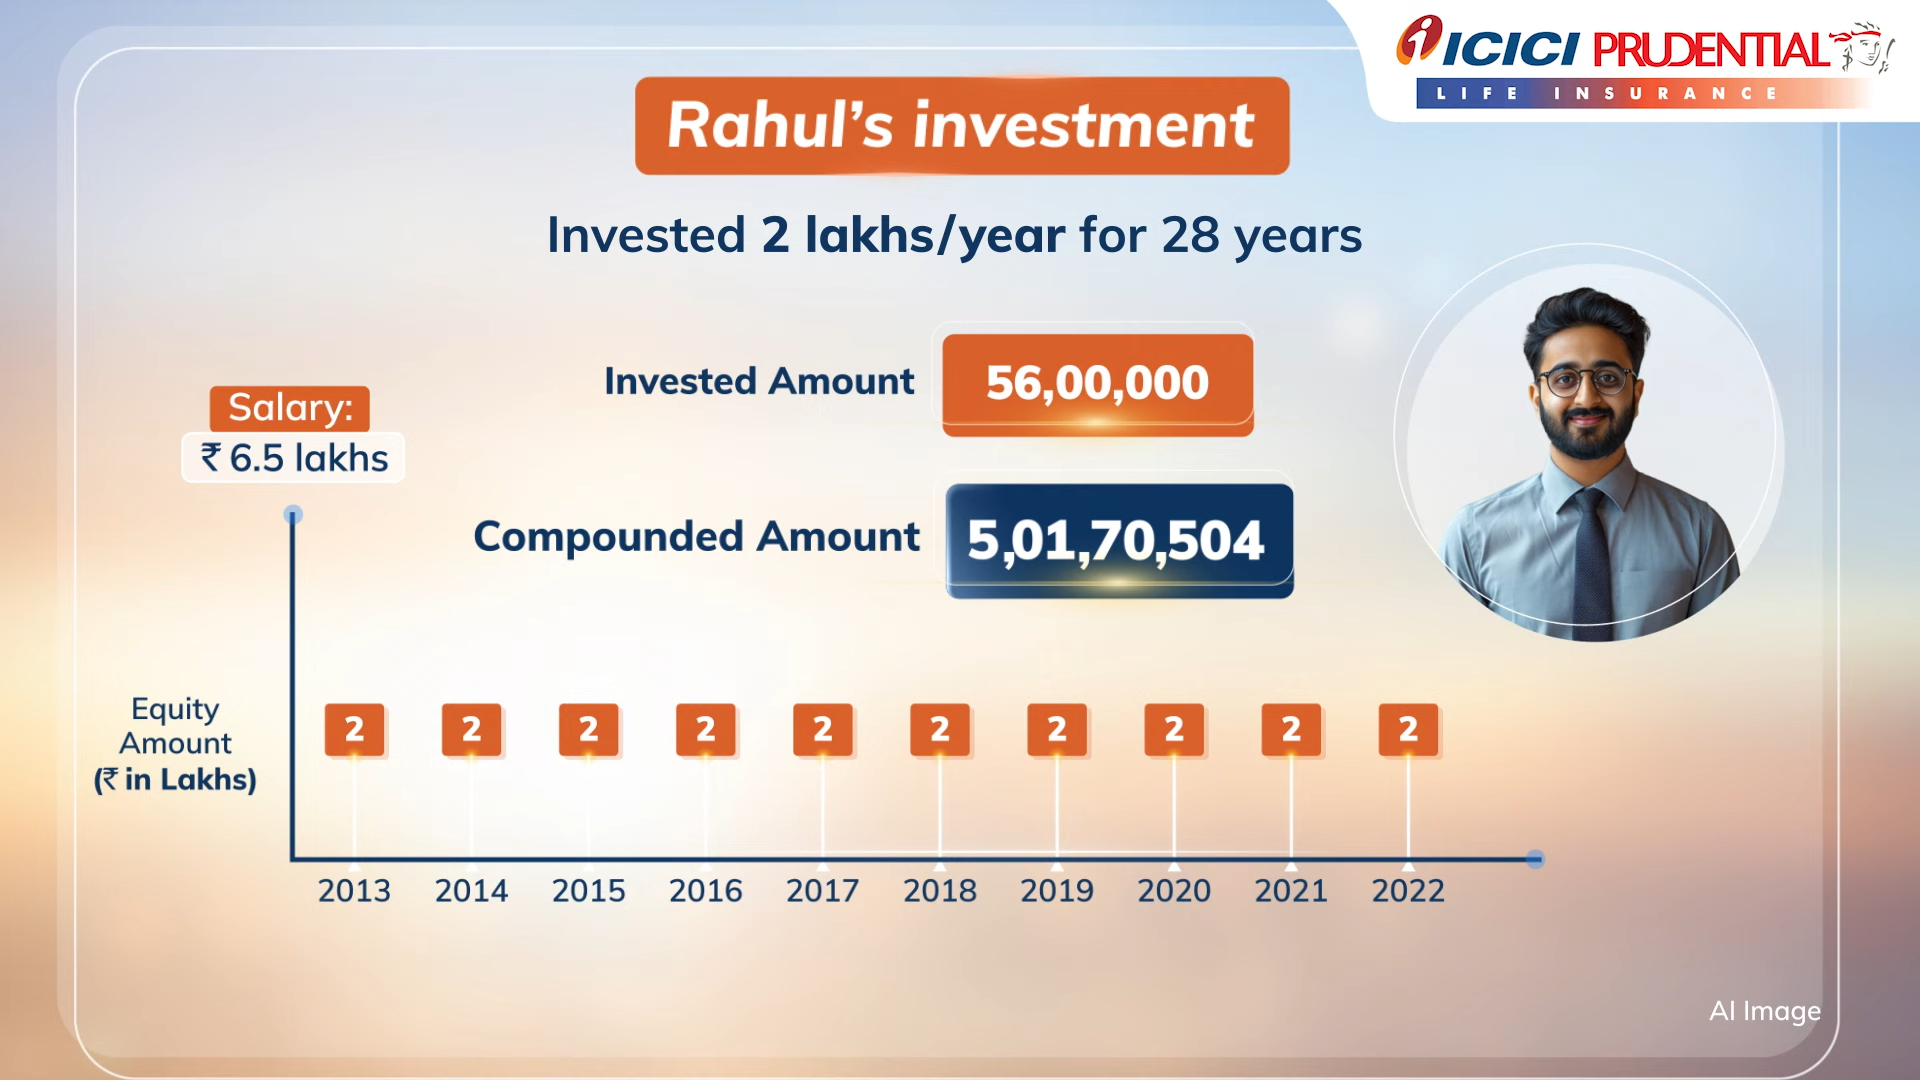 ICICI PRUDENTIAL
LIFE INSURANCE
Rahul's investment
Invested 2 lakhs/year for 28 years
Invested Amount 56,00,000
Salary:
₹ 6.5 lakhs
Compounded Amount 5,01,70,504
Equity
Amount
(₹ in Lakhs)
2 2 2 2 2 2 2 2 2 2
2013 2014 2015 2016 2017 2018 2019 2020 2021 2022
AI Image